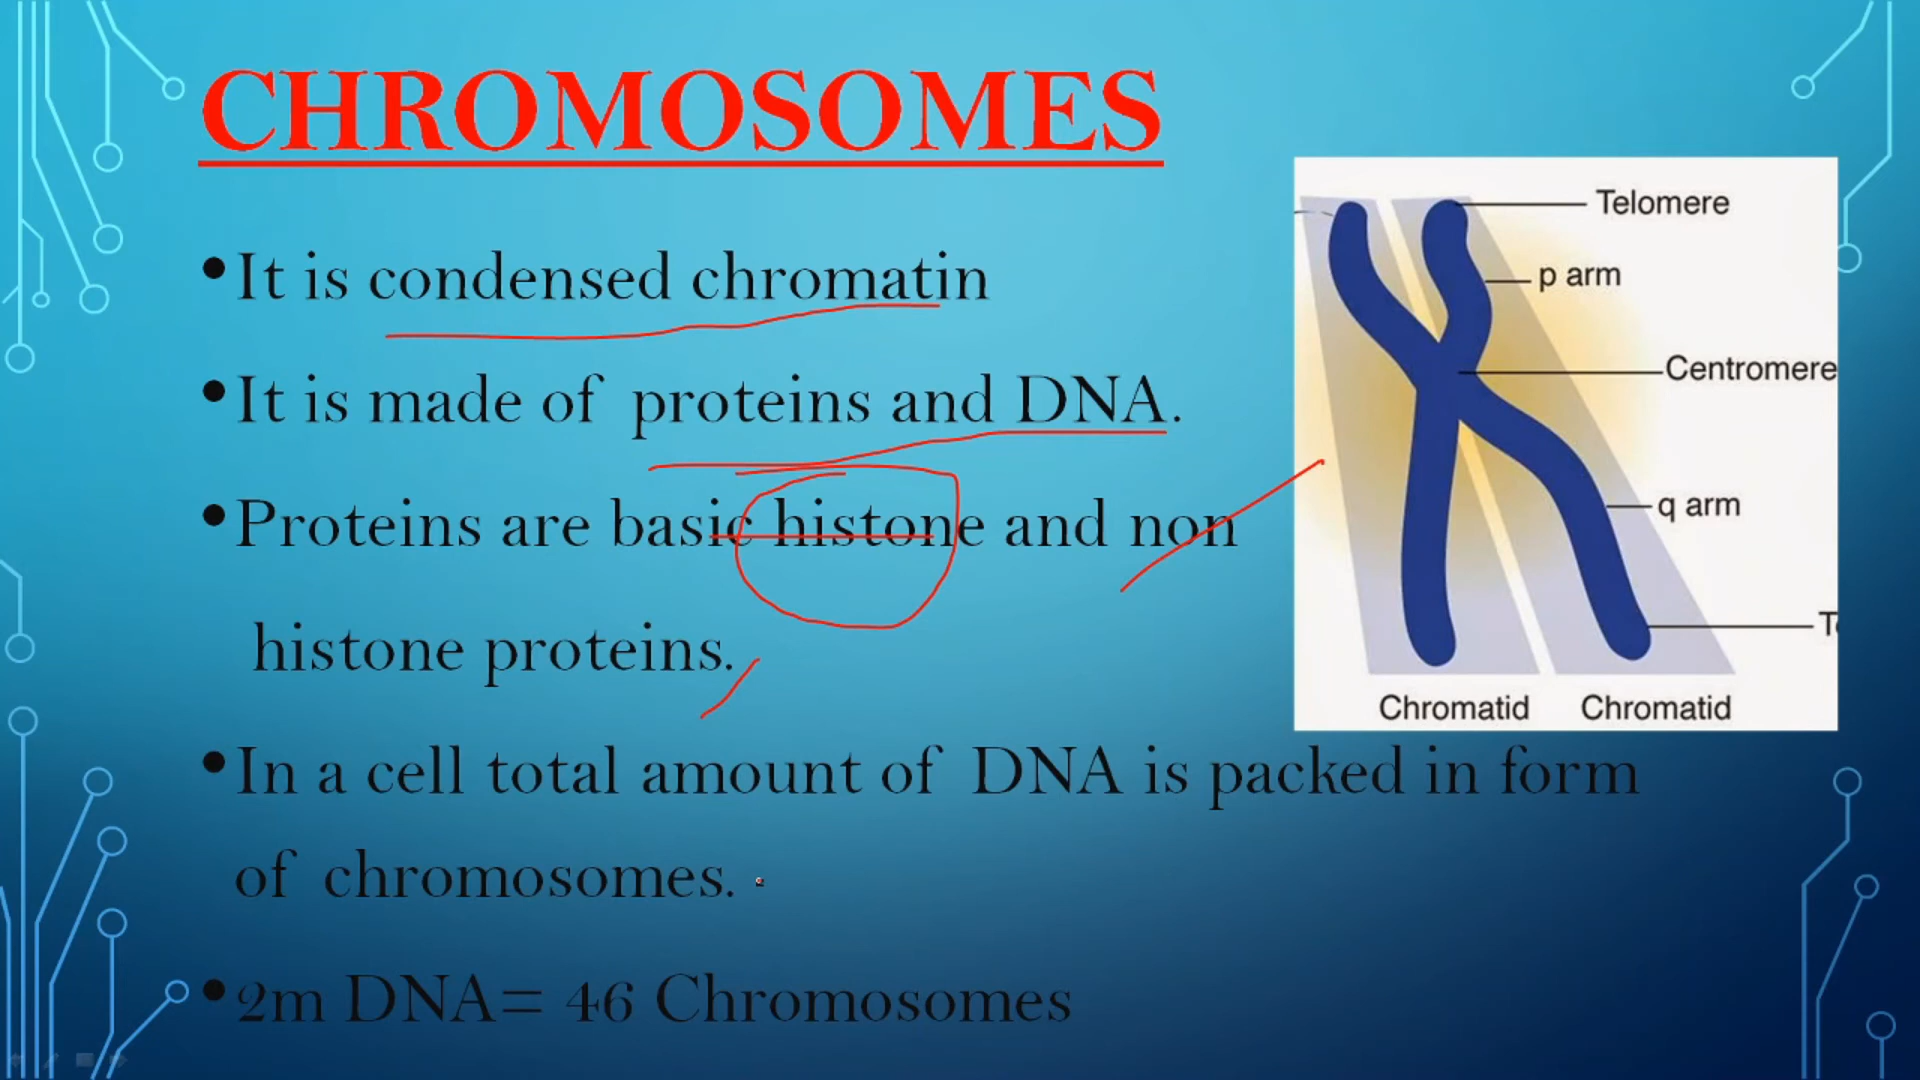 CHROMOSOMES
•It is condensed chromatin
•It is made of proteins and DNA.
•Proteins are basic histone and non
histone proteins.
•In a cell total amount of DNA is packed in form
of chromosomes.
•2m DNA= 46 Chromosomes
Telomere
p arm
Centromere
q arm
Chromatid Chromatid